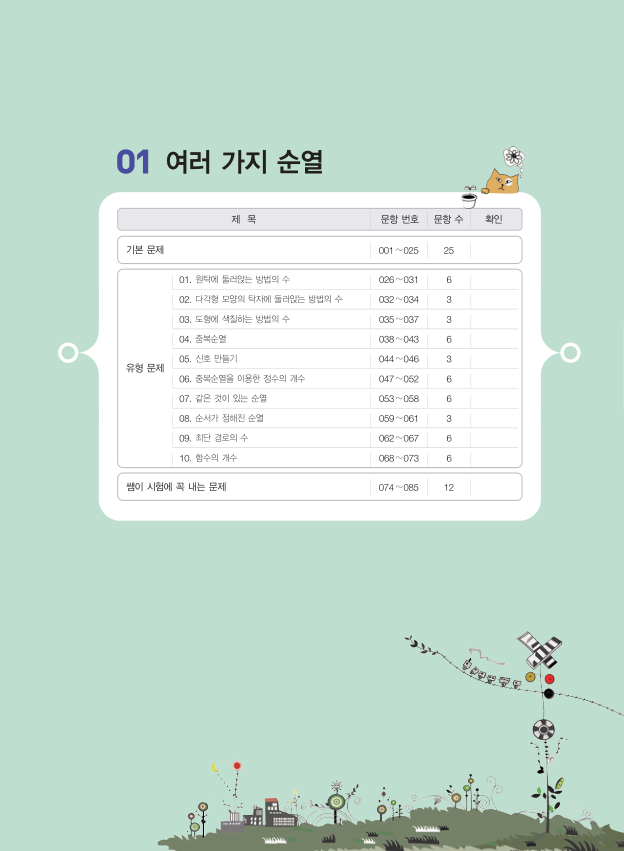 01 여러 가지 순열
제 목 문항 번호 문항 수 확인
기본 문제 001~025 25
유형 문제
01. 원탁에 둘러앉는 방법의 수 026~031 6
02. 다각형 모양의 탁자에 둘러앉는 방법의 수 032~034 3
03. 도형에 색칠하는 방법의 수 035~037 3
04. 중복순열 038~043 6
05. 신호 만들기 044~046 3
06. 중복순열을 이용한 정수의 개수 047~052 6
07. 같은 것이 있는 순열 053~058 6
08. 순서가 정해진 순열 059~061 3
09. 최단 경로의 수 062~067 6
10. 함수의 개수 068~073 6
쌤이 시험에 꼭 내는 문제 074~085 12